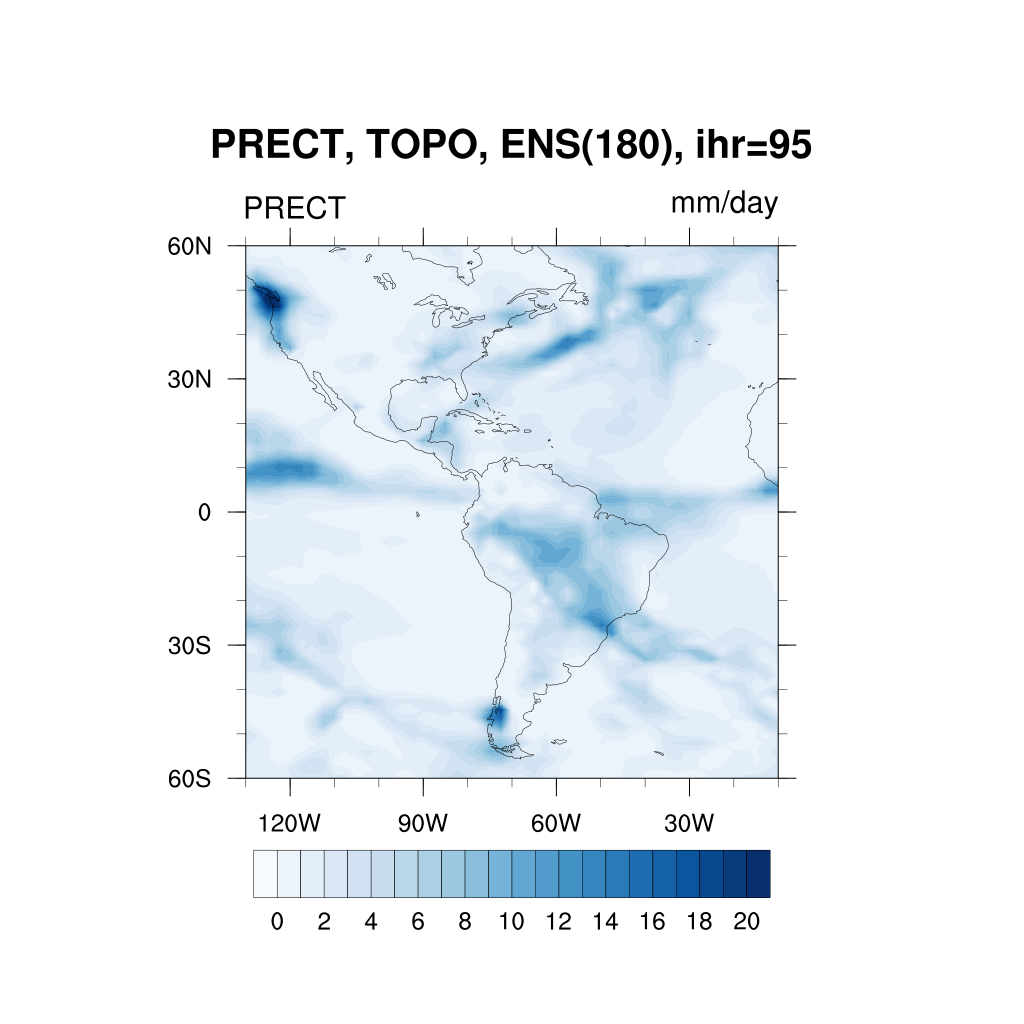 PRECT, TOPO, ENS(180), ihr=95
PRECT mm/day
60N
30N
0
30S
60S
120W 90W 60W 30W
0 2 4 6 8 10 12 14 16 18 20